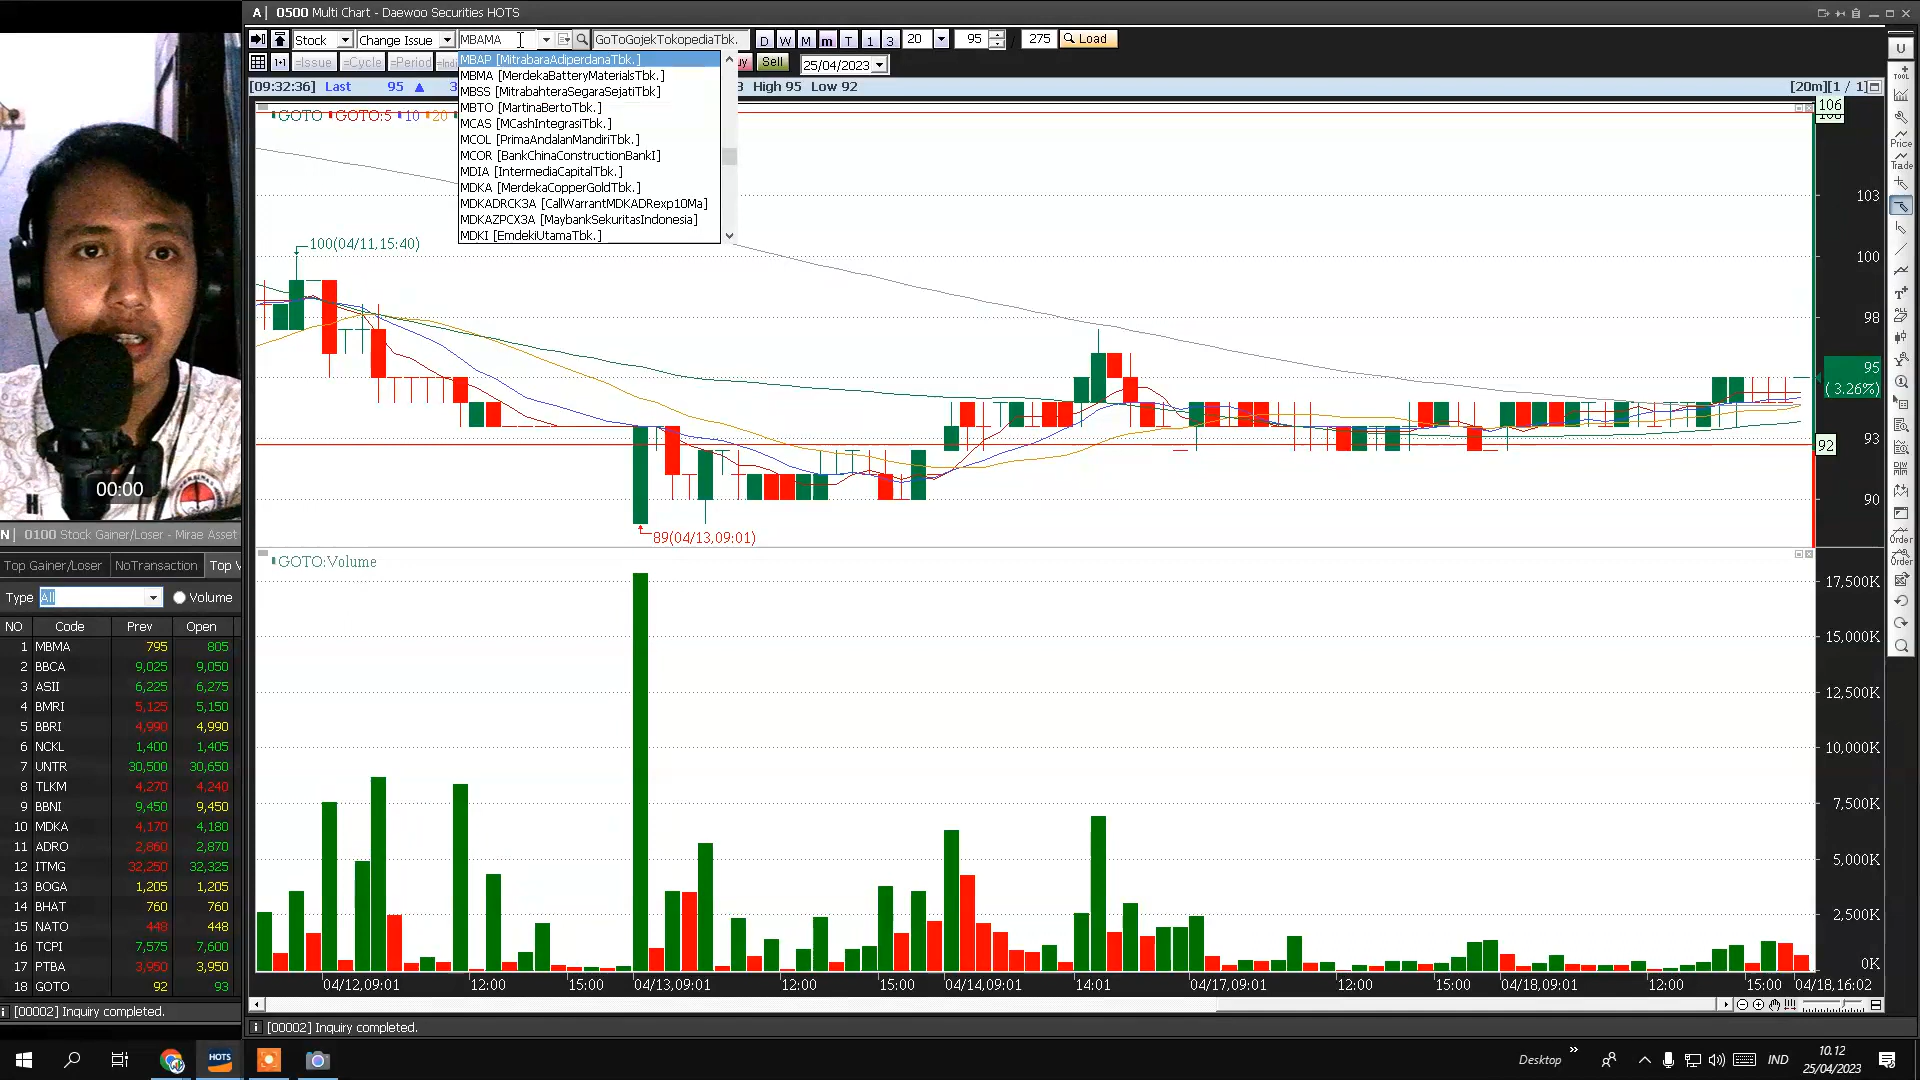 A 0500 Multi Chart - Daewoo Securities HOTS
Stock Change Issue MBAMA GoToGojekTokopediaTbk. D W M m T 1 3 20 95 / 275 Load
=Issue =Cycle =Period Sell 25/04/2023
[09:32:36] Last 95 ▲ High 95 Low 92 [20m][1 / 1]
MBAP [MitrabaraAdiperdanaTbk.]
MBMA [MerdekaBatteryMaterialsTbk.]
MBSS [MitrabahteraSegaraSejatiTbk]
MBTO [MartinaBertoTbk.]
MCAS [MCashIntegrasiTbk.]
MCOL [PrimaAndalanMandiriTbk.]
MCOR [BankChinaConstructionBankI]
MDIA [IntermediaCapitalTbk.]
MDKA [MerdekaCopperGoldTbk.]
MDKADRCK3A [CallWarrantMDKADRexp10Ma]
MDKAZPCX3A [MaybankSekuritasIndonesia]
MDKI [EmdekiUtamaTbk.]
GOTO GOTO:5 10 20
106
103
100
98
95
( 3.26%)
93
92
90
100(04/11,15:40)
89(04/13,09:01)
GOTO:Volume
17,500K
15,000K
12,500K
10,000K
7,500K
5,000K
2,500K
0K
04/12,09:01 12:00 15:00 04/13,09:01 12:00 15:00 04/14,09:01 14:01 04/17,09:01 12:00 15:00 04/18,09:01 12:00 15:00 04/18,16:02
[00002] Inquiry completed.
U
TOOL
Price
Trade
Order
Order
00:00
N 0100 Stock Gainer/Loser - Mirae Asset
Top Gainer/Loser NoTransaction Top V
Type All Volume
NO Code Prev Open
1 MBMA 795 805
2 BBCA 9,025 9,050
3 ASII 6,225 6,275
4 BMRI 5,125 5,150
5 BBRI 4,990 4,990
6 NCKL 1,400 1,405
7 UNTR 30,500 30,650
8 TLKM 4,270 4,240
9 BBNI 9,450 9,450
10 MDKA 4,170 4,180
11 ADRO 2,860 2,870
12 ITMG 32,250 32,325
13 BOGA 1,205 1,205
14 BHAT 760 760
15 NATO 448 448
16 TCPI 7,575 7,600
17 PTBA 3,950 3,950
18 GOTO 92 93
[00002] Inquiry completed.
HOTS
Desktop
IND
10.12
25/04/2023